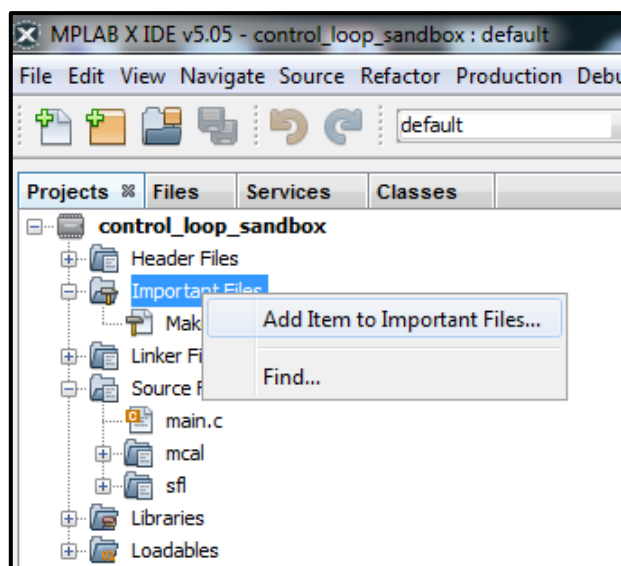 MPLAB X IDE v5.05 - control_loop_sandbox : default
File Edit View Navigate Source Refactor Production Debu
default
Projects Files Services Classes
control_loop_sandbox
Header Files
Important Files
Mak
Add Item to Important Files...
Linker Fi
Find...
Source F
main.c
mcal
sfl
Libraries
Loadables